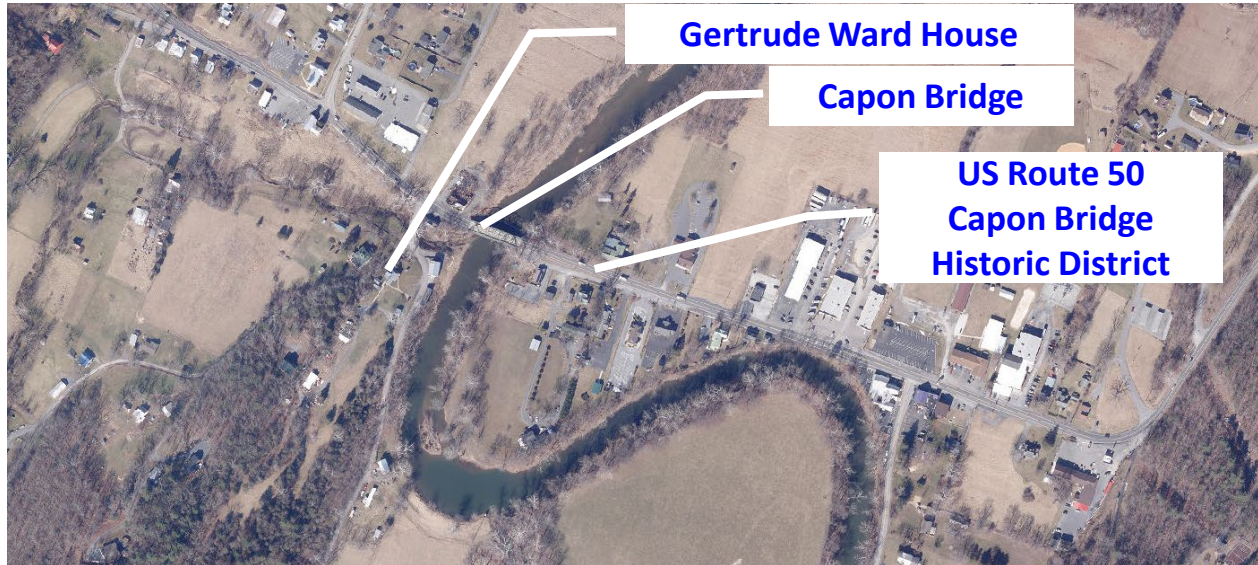 Gertrude Ward House
Capon Bridge
US Route 50
Capon Bridge
Historic District